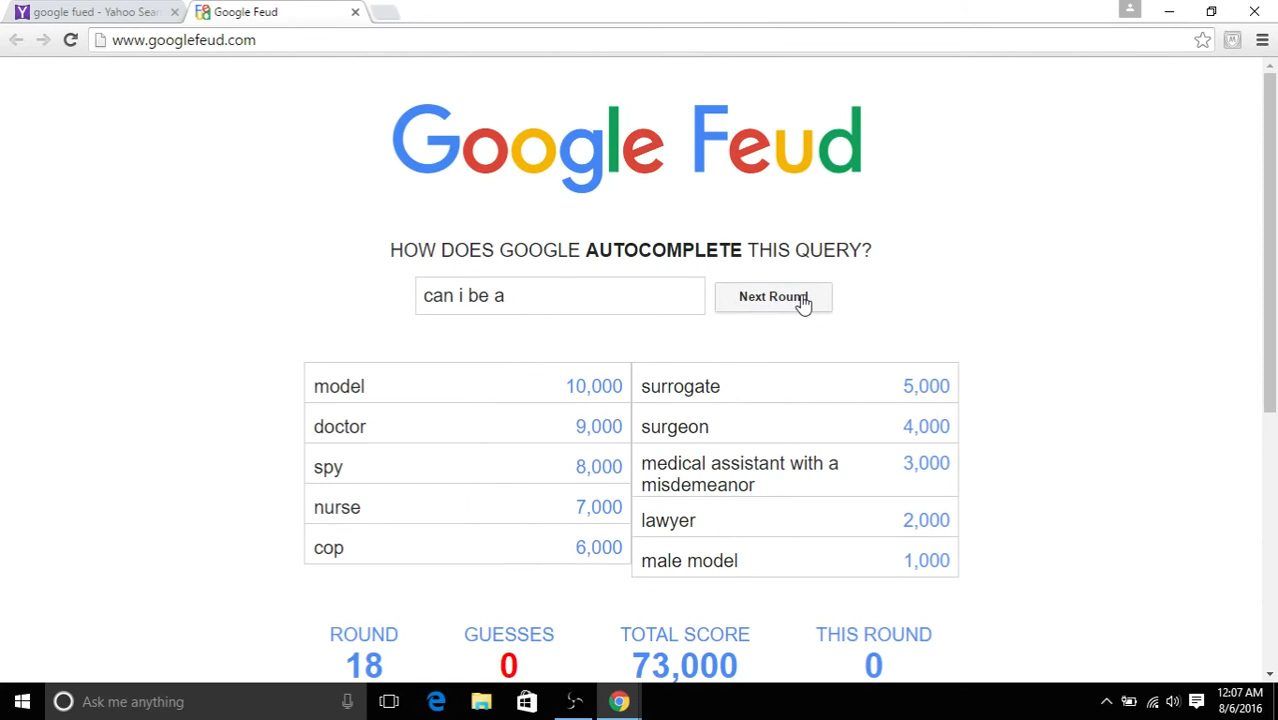 google fued - Yahoo Sear
Google Feud
www.googlefeud.com
Google Feud
HOW DOES GOOGLE AUTOCOMPLETE THIS QUERY?
can i be a
Next Round
model 10,000
doctor 9,000
spy 8,000
nurse 7,000
cop 6,000
surrogate 5,000
surgeon 4,000
medical assistant with a 3,000
misdemeanor
lawyer 2,000
male model 1,000
ROUND GUESSES TOTAL SCORE THIS ROUND
18 0 73,000 0
Ask me anything
12:07 AM
8/6/2016